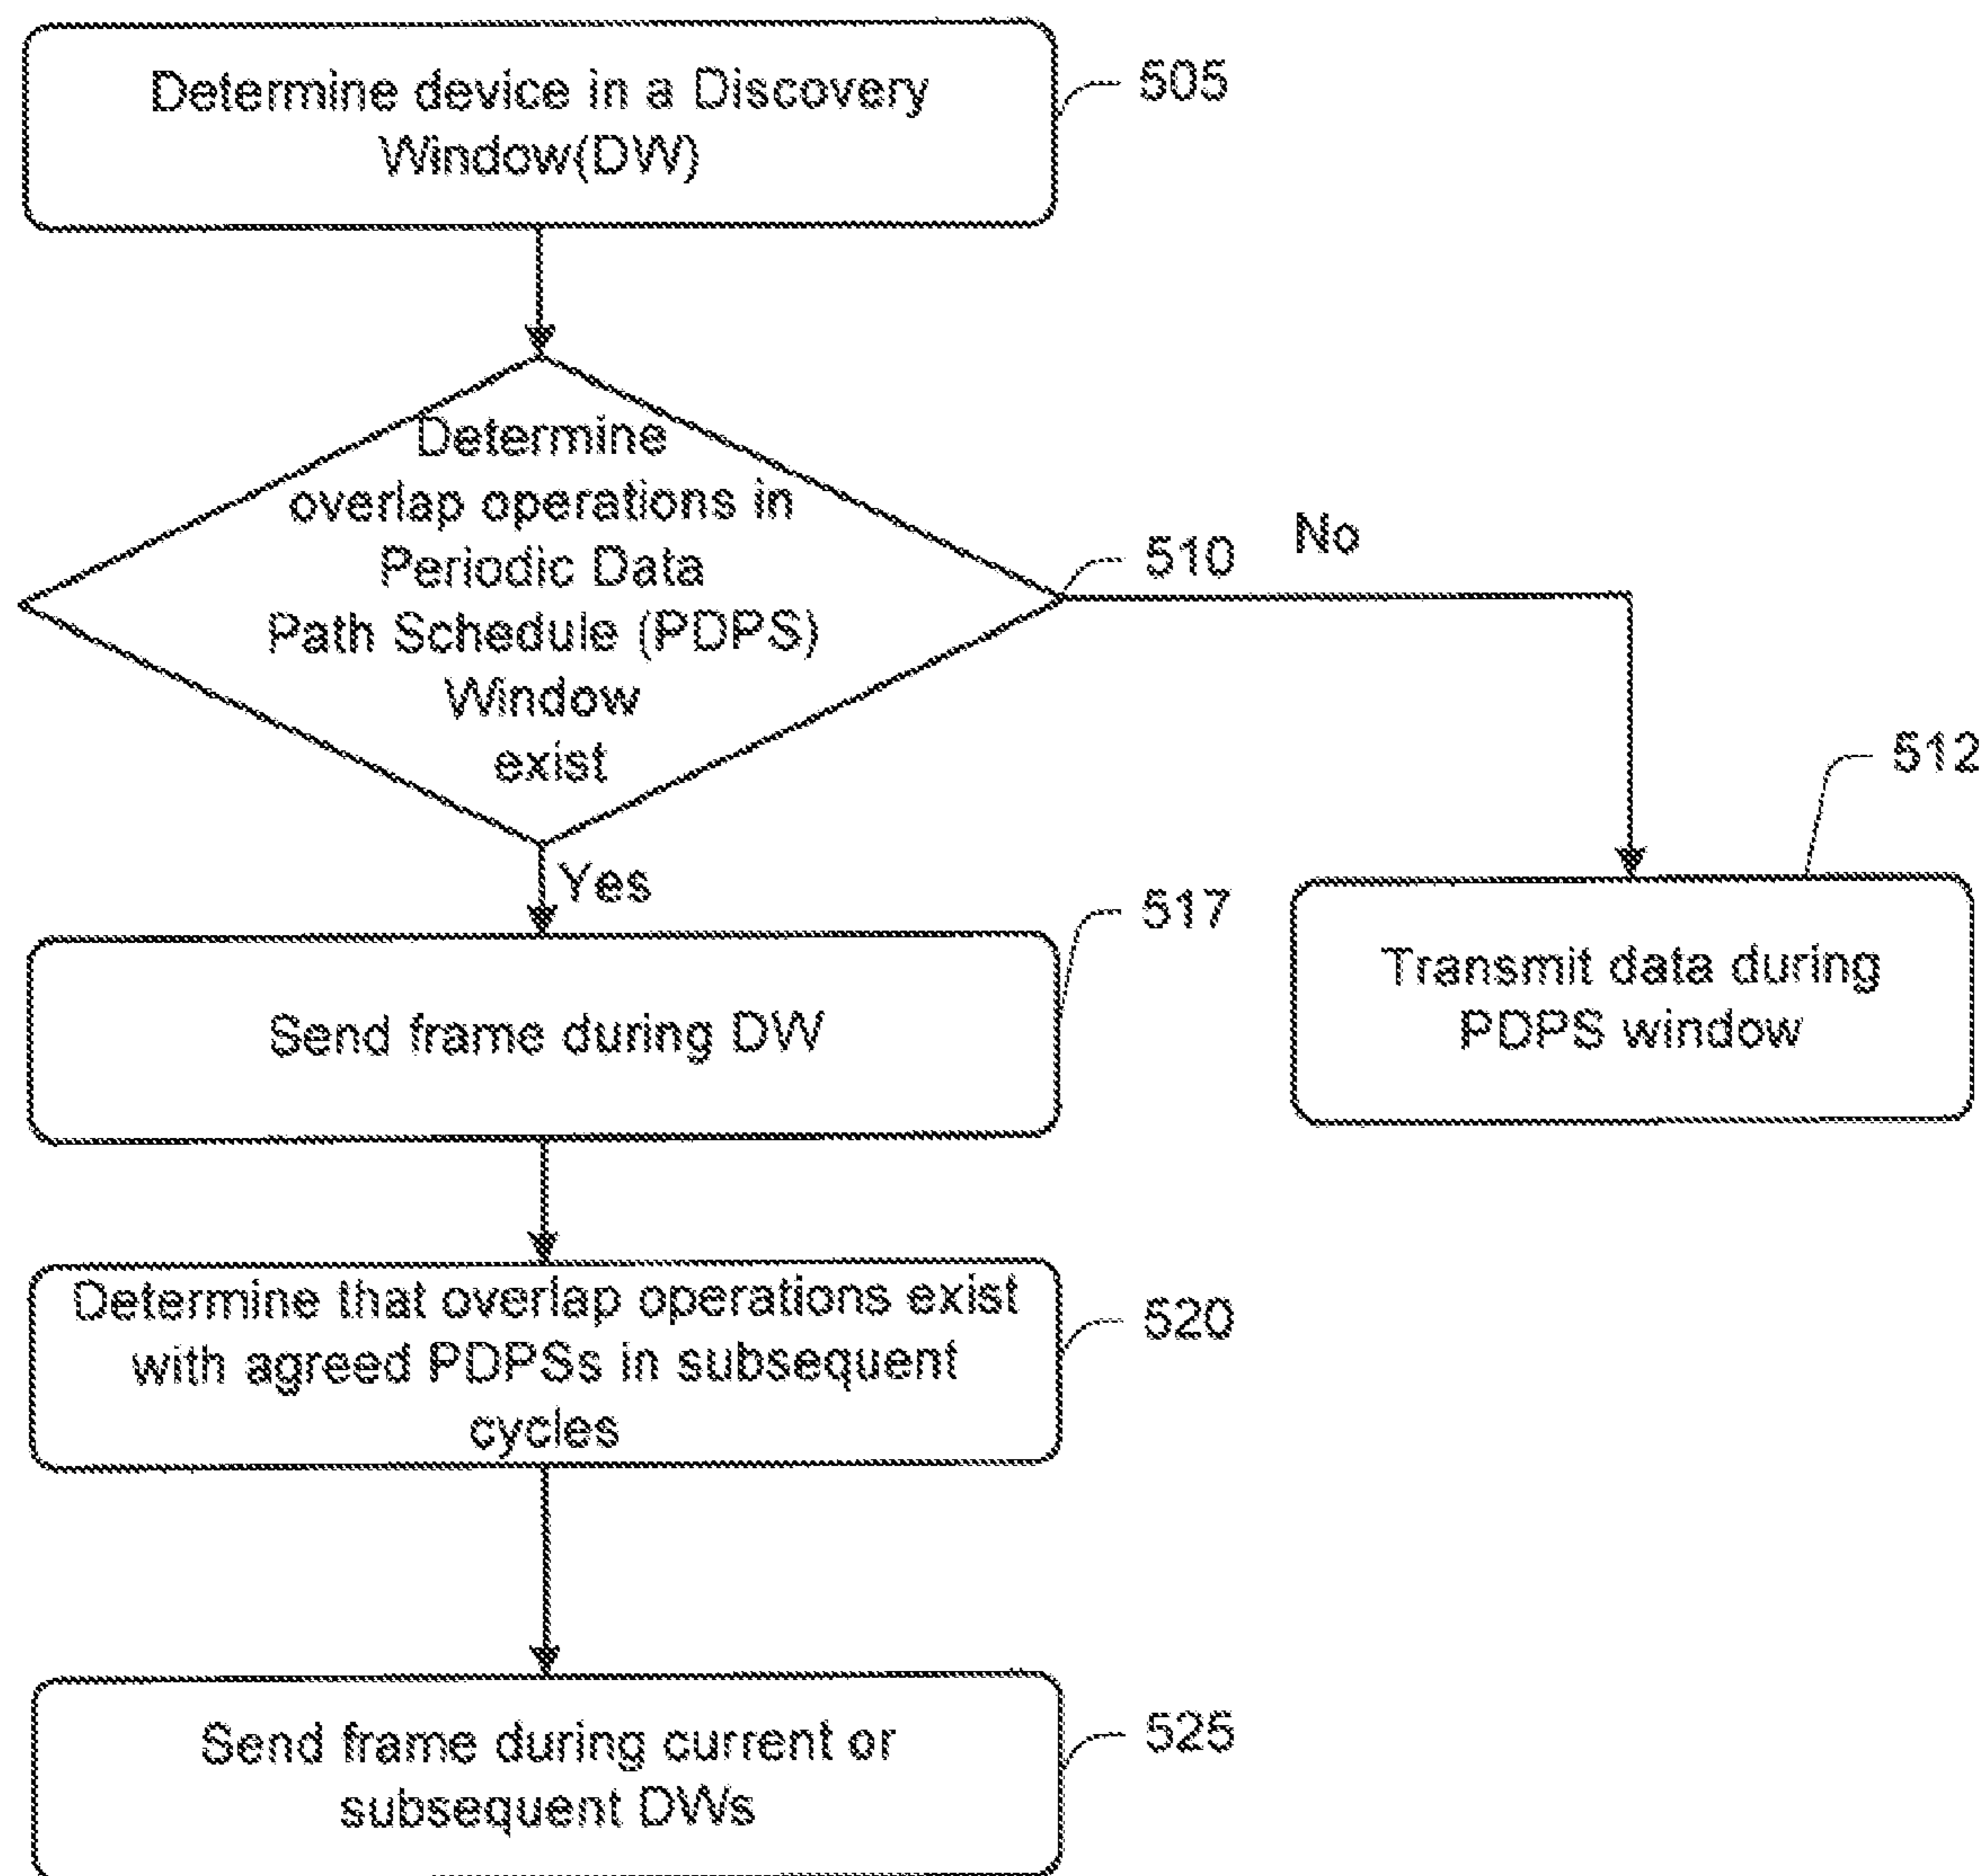 Determine device in a Discovery
Window(DW)
505
Determine
overlap operations in
Periodic Data
Path Schedule (PDPS)
Window
exist
510
No
512
Transmit data during
PDPS window
Yes
517
Send frame during DW
Determine that overlap operations exist
with agreed PDPSs in subsequent
cycles
520
Send frame during current or
subsequent DWs
525